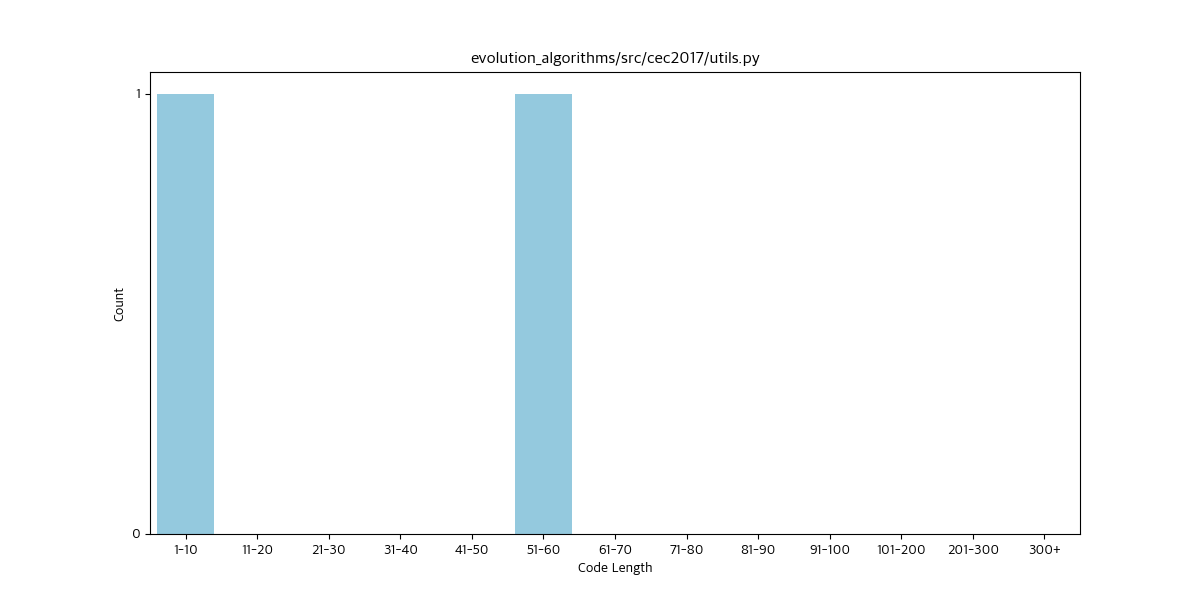 evolution_algorithms/src/cec2017/utils.py
1
0
Count
1-10 11-20 21-30 31-40 41-50 51-60 61-70 71-80 81-90 91-100 101-200 201-300 300+
Code Length